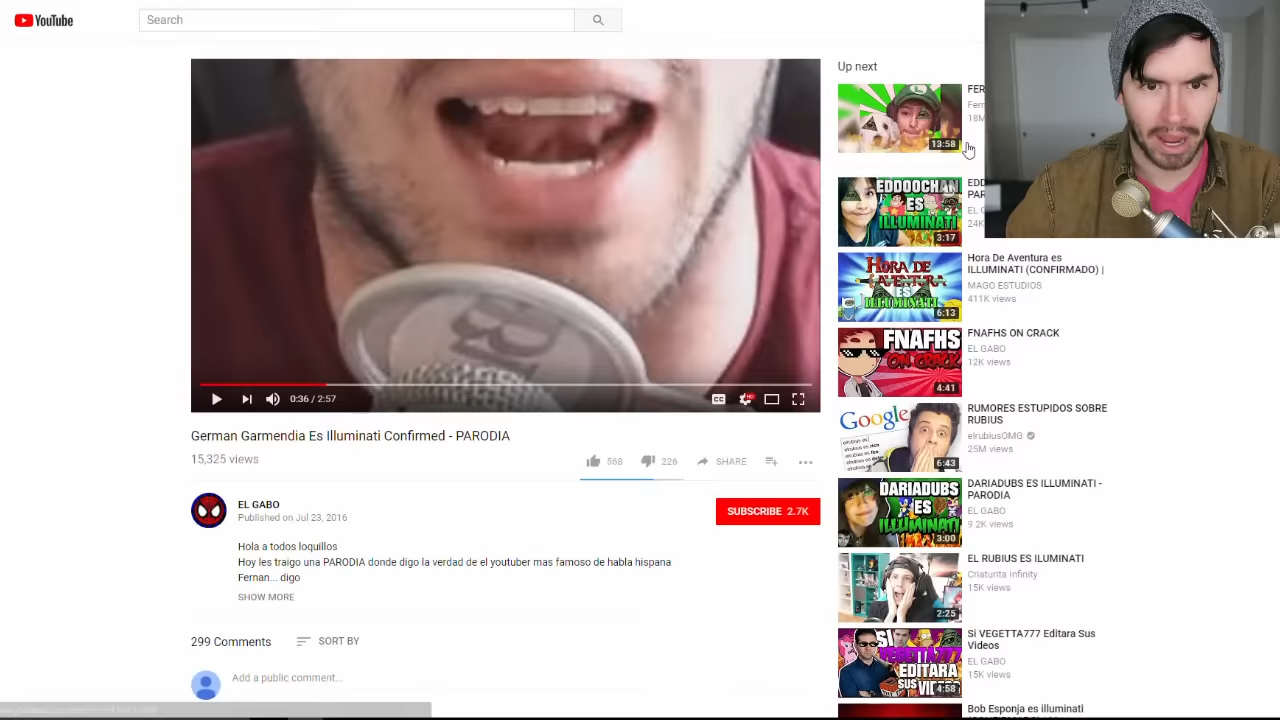 YouTube
Search
0:36 / 2:57
German Garmendia Es Illuminati Confirmed - PARODIA
15,325 views
568
226
SHARE
EL GABO
Published on Jul 23, 2016
SUBSCRIBE 2.7K
Hola a todos loquillos
Hoy les traigo una PARODIA donde digo la verdad de el youtuber mas famoso de habla hispana
Fernan... digo
SHOW MORE
299 Comments
SORT BY
Add a public comment...
Up next
13:58
FER
Fern
18M
EDDOOCHAN
ES
ILLUMINATI
3:17
EDD
PAR
EL G
24K
HORA DE
AVENTURA
ES
ILLUMINATI
6:13
Hora De Aventura es
ILLUMINATI (CONFIRMADO) |
MAGO ESTUDIOS
411K views
FNAFHS
ON CRACK
4:41
FNAFHS ON CRACK
EL GABO
12K views
Google
6:43
RUMORES ESTUPIDOS SOBRE
RUBIUS
elrubiusOMG
25M views
DARIADUBS
ES
ILLUMINATI
3:00
DARIADUBS ES ILLUMINATI -
PARODIA
EL GABO
9.2K views
2:25
EL RUBIUS ES ILUMINATI
Criaturita Infinity
15K views
SI
VEGETTA777
EDITARA
SUS
4:58
Si VEGETTA777 Editara Sus
Videos
EL GABO
15K views
Bob Esponja es illuminati